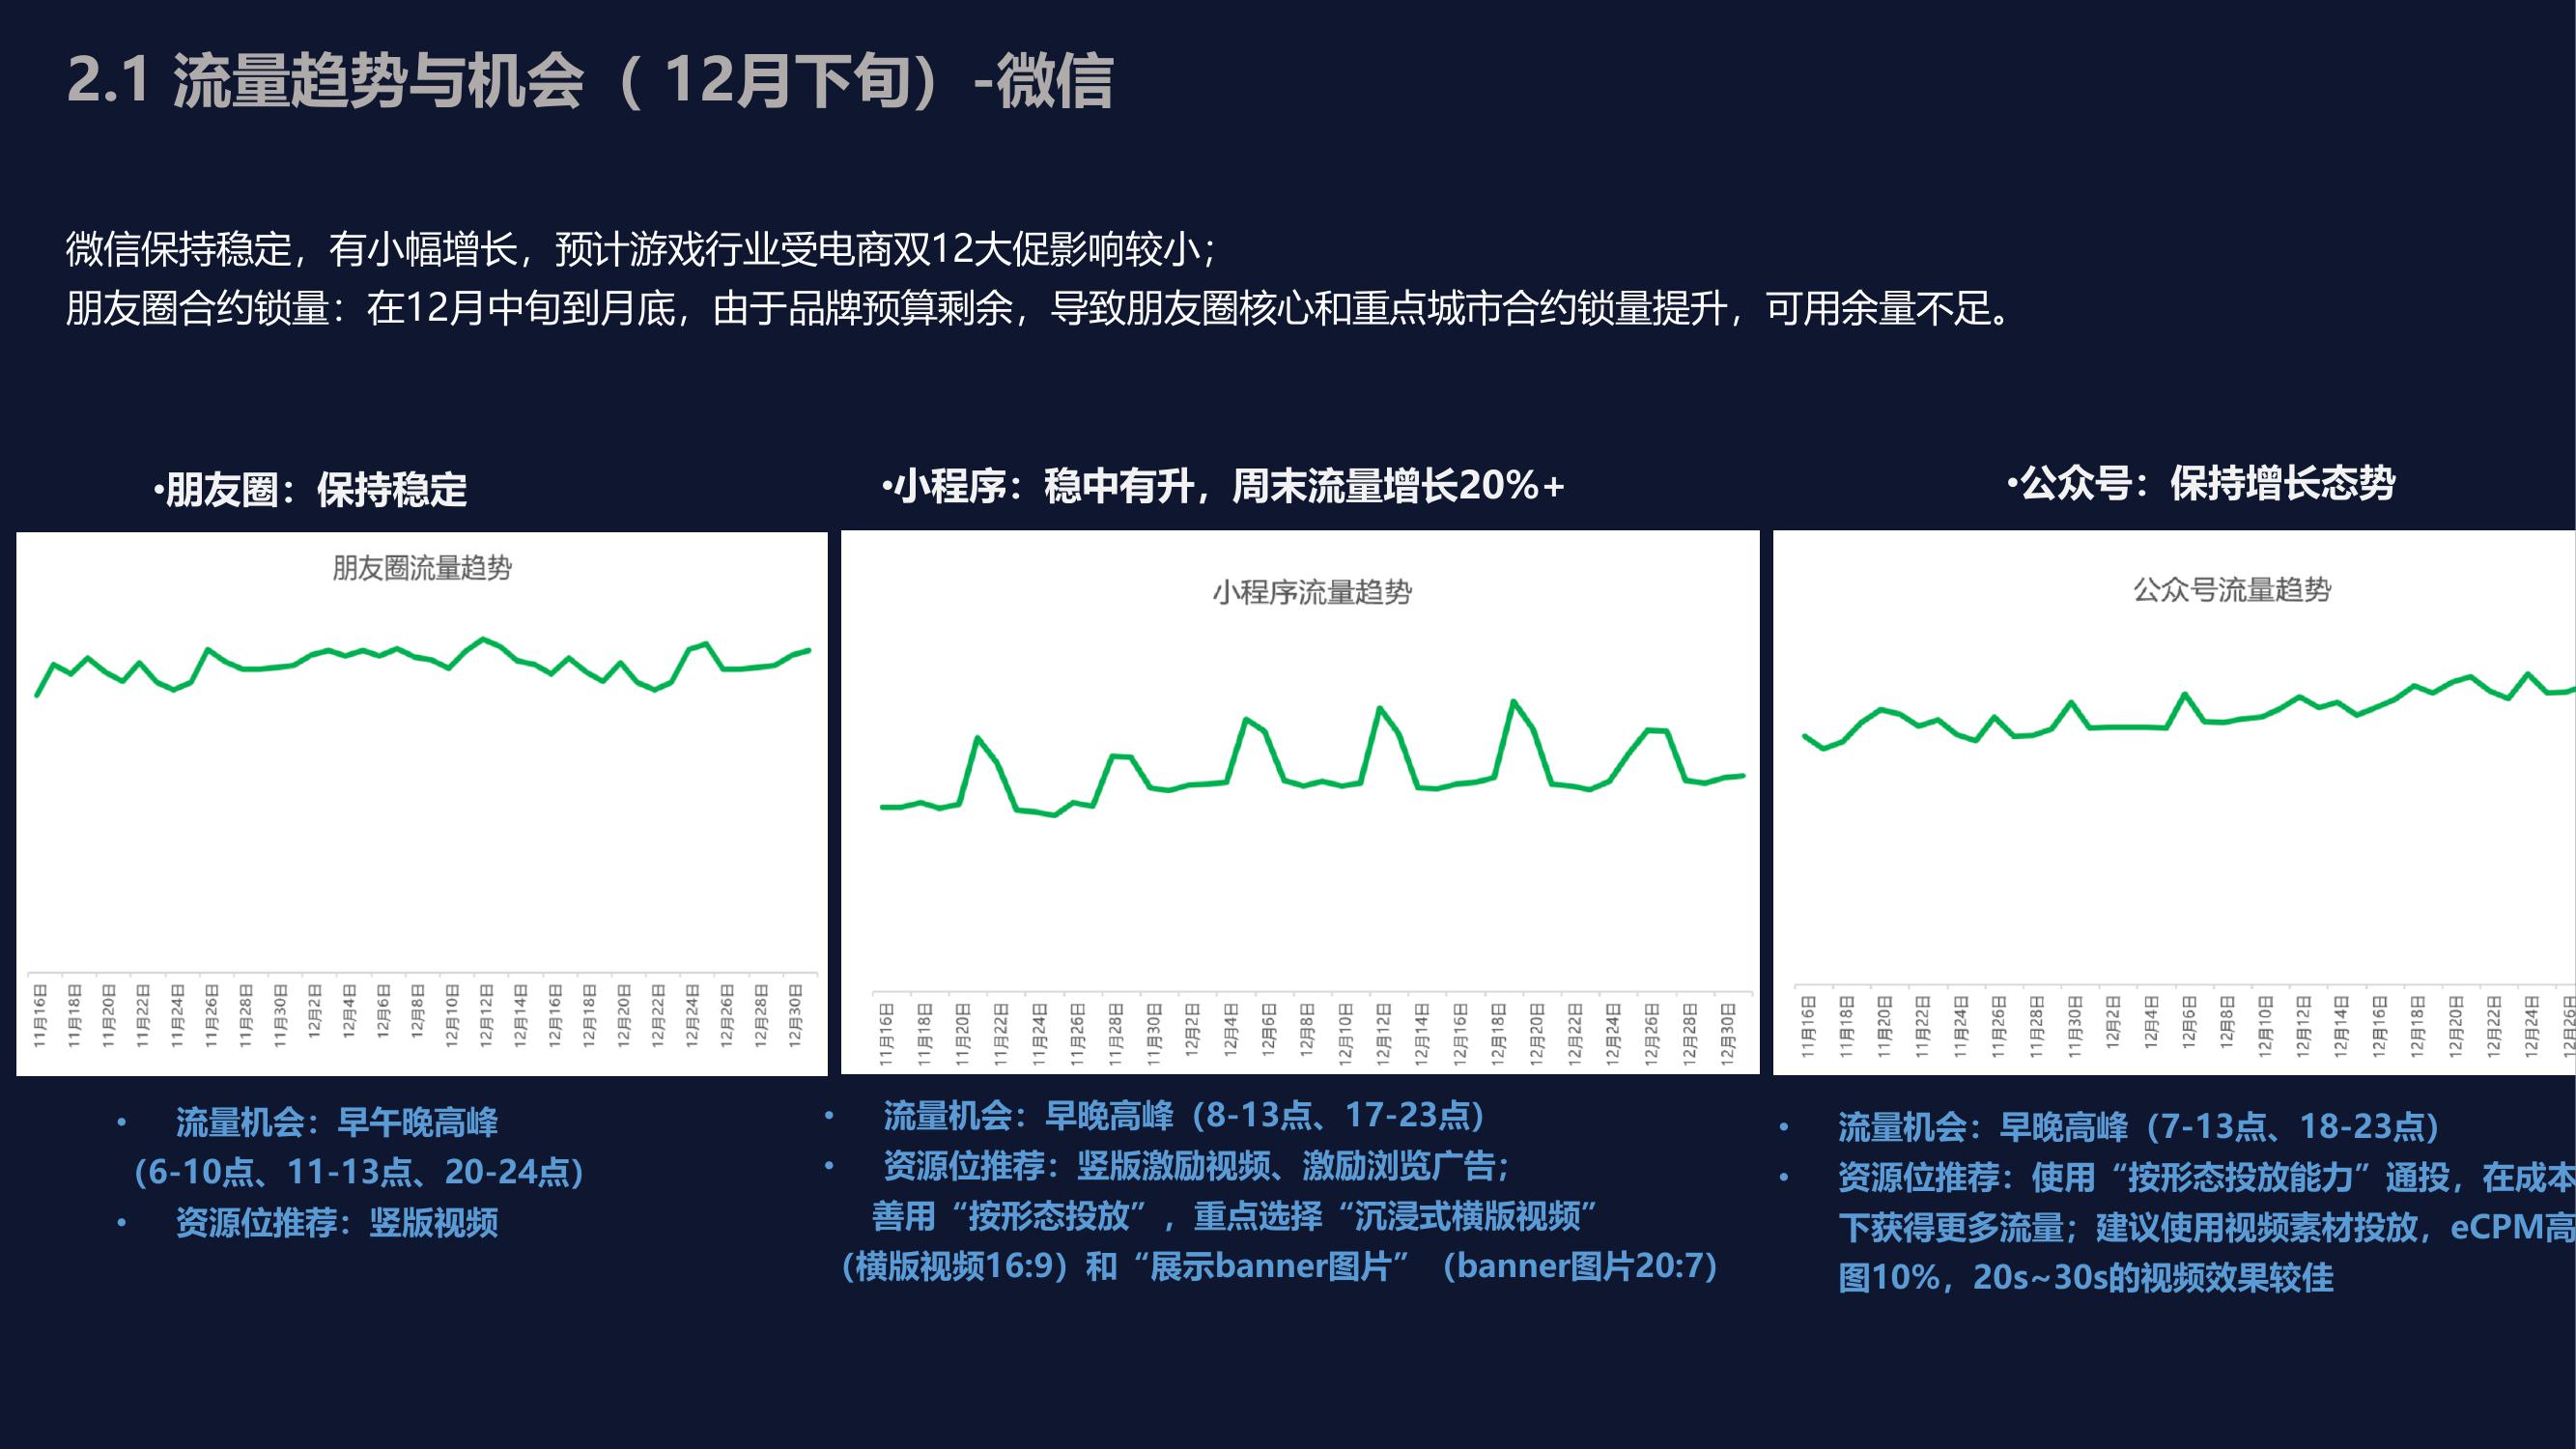 2.1 流量趋势与机会（ 12月下旬）-微信
微信保持稳定，有小幅增长，预计游戏行业受电商双12大促影响较小；
朋友圈合约锁量：在12月中旬到月底，由于品牌预算剩余，导致朋友圈核心和重点城市合约锁量提升，可用余量不足。
•朋友圈：保持稳定
朋友圈流量趋势
11月16日 11月18日 11月20日 11月22日 11月24日 11月26日 11月28日 11月30日 12月2日 12月4日 12月6日 12月8日 12月10日 12月12日 12月14日 12月16日 12月18日 12月20日 12月22日 12月24日 12月26日 12月28日 12月30日
• 流量机会：早午晚高峰
（6-10点、11-13点、20-24点）
• 资源位推荐：竖版视频
•小程序：稳中有升，周末流量增长20%+
小程序流量趋势
11月16日 11月18日 11月20日 11月22日 11月24日 11月26日 11月28日 11月30日 12月2日 12月4日 12月6日 12月8日 12月10日 12月12日 12月14日 12月16日 12月18日 12月20日 12月22日 12月24日 12月26日 12月28日 12月30日
• 流量机会：早晚高峰（8-13点、17-23点）
• 资源位推荐：竖版激励视频、激励浏览广告；
善用“按形态投放”，重点选择“沉浸式横版视频”
（横版视频16:9）和“展示banner图片”（banner图片20:7）
•公众号：保持增长态势
公众号流量趋势
11月16日 11月18日 11月20日 11月22日 11月24日 11月26日 11月28日 11月30日 12月2日 12月4日 12月6日 12月8日 12月10日 12月12日 12月14日 12月16日 12月18日 12月20日 12月22日 12月24日 12月26日
• 流量机会：早晚高峰（7-13点、18-23点）
• 资源位推荐：使用“按形态投放能力”通投，在成本
下获得更多流量；建议使用视频素材投放，eCPM高
图10%，20s~30s的视频效果较佳